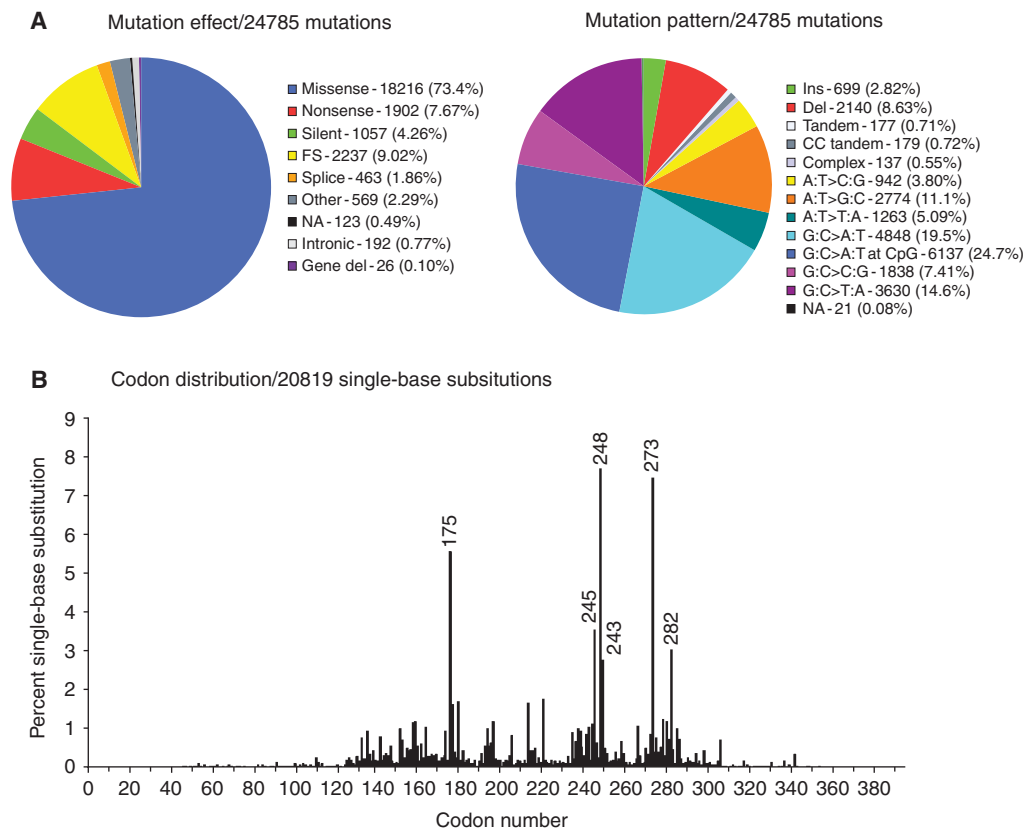 A
Mutation effect/24785 mutations
Missense-18216 (73.4%)
Nonsense-1902 (7.67%)
Silent-1057 (4.26%)
FS-2237 (9.02%)
Splice-463 (1.86%)
Other-569 (2.29%)
NA-123 (0.49%)
Intronic-192 (0.77%)
Gene del-26 (0.10%)
Mutation pattern/24785 mutations
Ins-699 (2.82%)
Del-2140 (8.63%)
Tandem-177 (0.71%)
CC tandem-179 (0.72%)
Complex-137 (0.55%)
A:T>C:G-942 (3.80%)
A:T>G:C-2774 (11.1%)
A:T>T:A-1263 (5.09%)
G:C>A:T-4848 (19.5%)
G:C>A:T at CpG-6137 (24.7%)
G:C>C:G-1838 (7.41%)
G:C>T:A-3630 (14.6%)
NA-21 (0.08%)
B
Codon distribution/20819 single-base subsitutions
Percent single-base substitution
9
8
7
6
5
4
3
2
1
0
175
245
248
243
273
282
0 20 40 60 80 100 120 140 160 180 200 220 240 260 280 300 320 340 360 380
Codon number